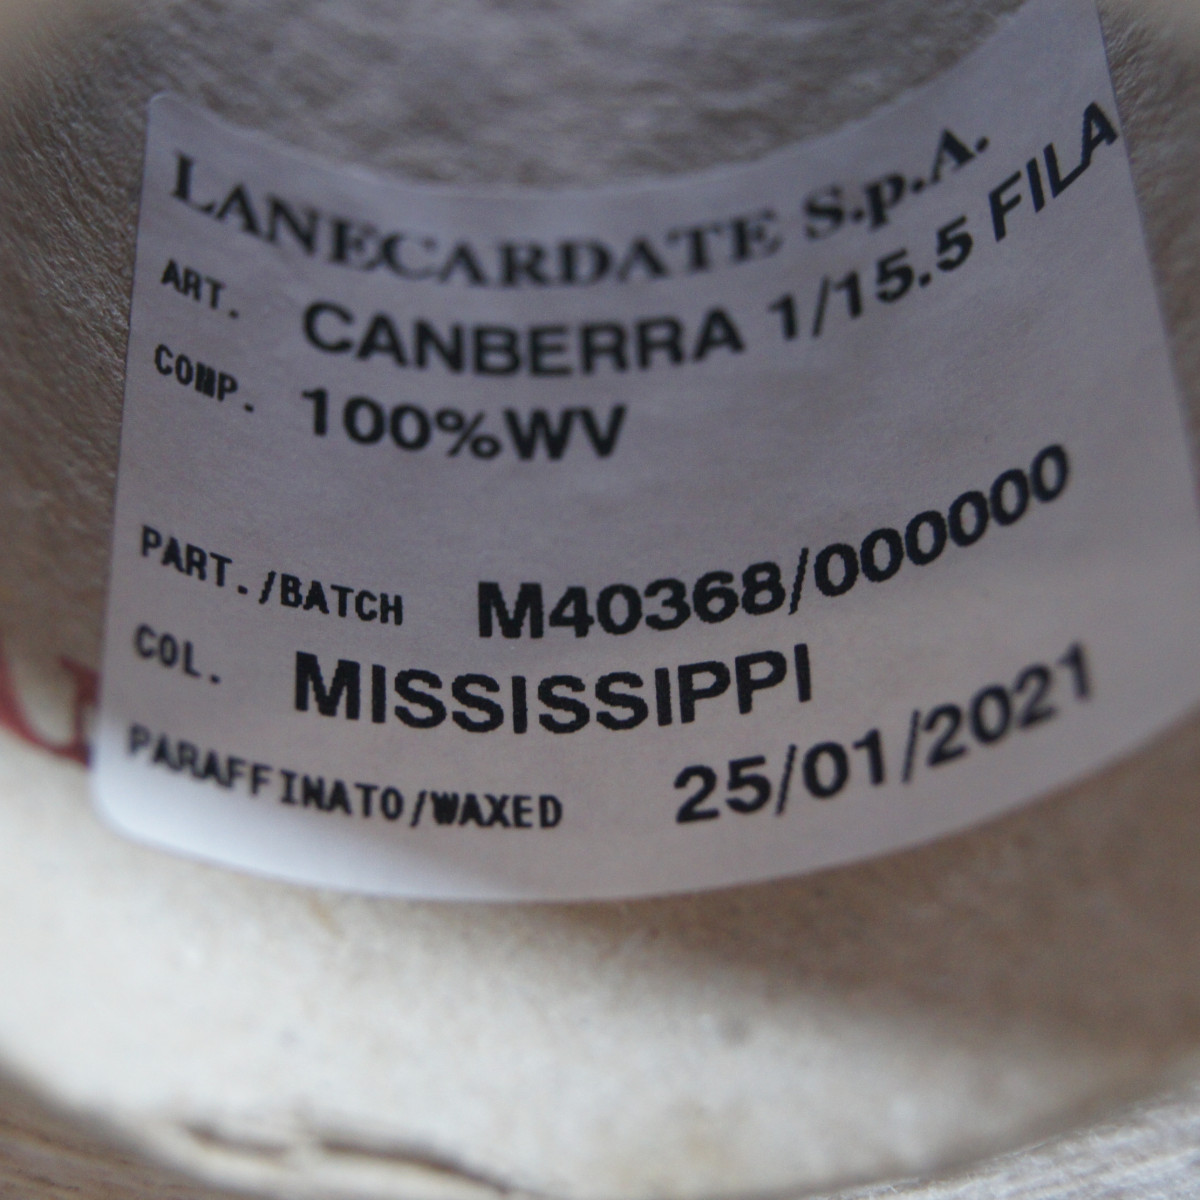 LANECARDATE S.p.A.
ART. CANBERRA 1/15.5 FILA
COMP. 100%WV
PART./BATCH M40368/000000
COL. MISSISSIPPI
PARAFFINATO/WAXED 25/01/2021